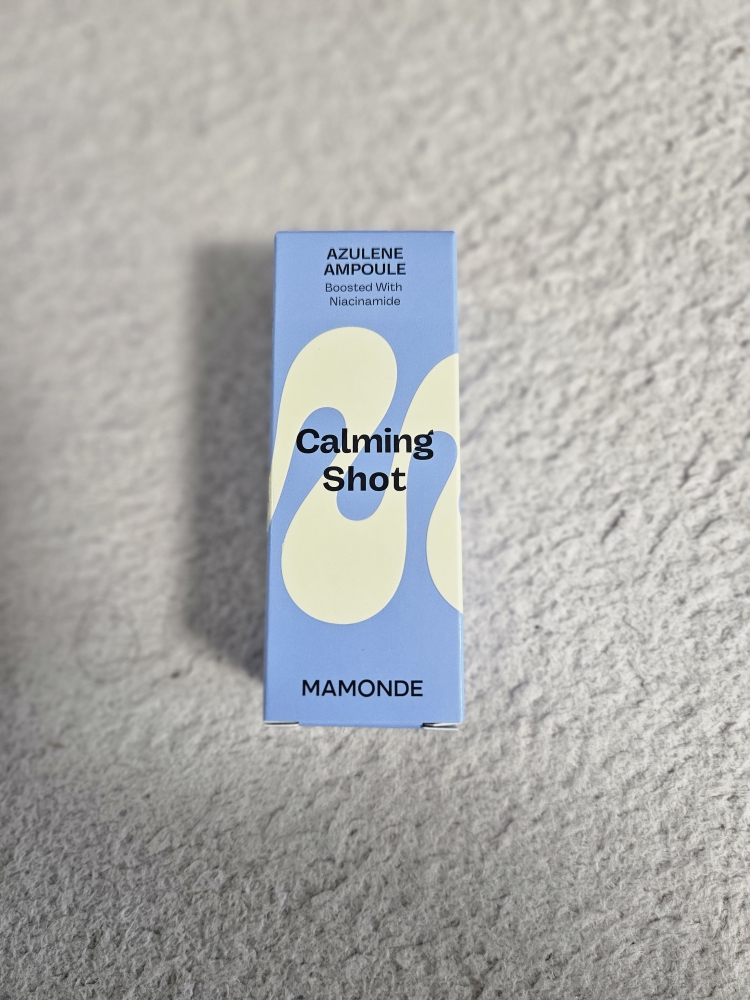 AZULENE
AMPOULE
Boosted With
Niacinamide
Calming
Shot
MAMONDE